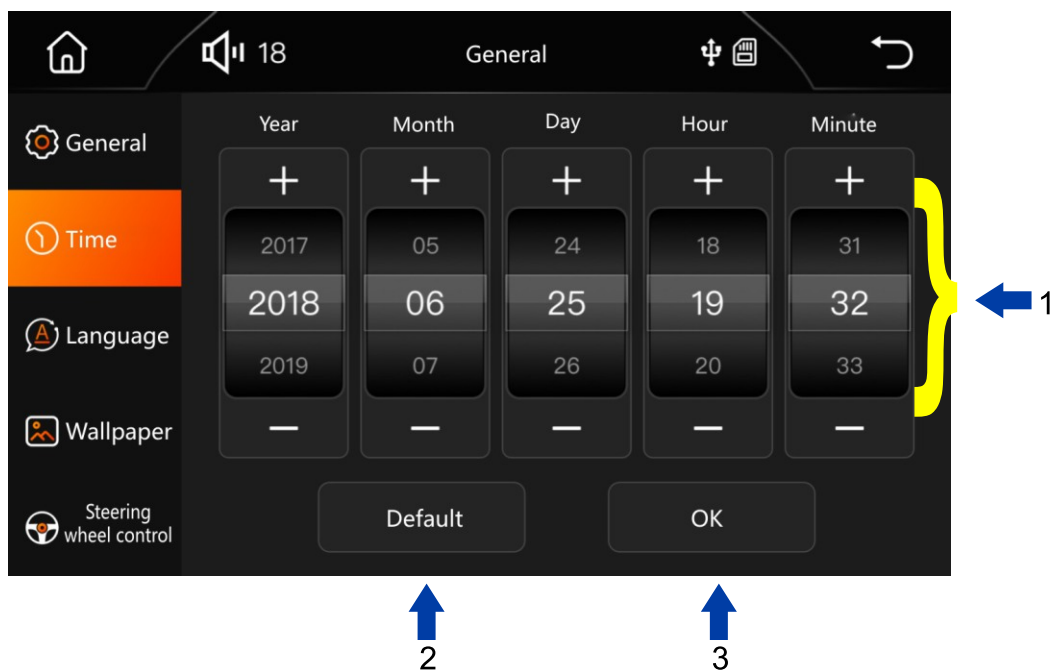 18 General
General
Time
Language
Wallpaper
Steering
wheel control
Year Month Day Hour Minute
+ + + + +
2017 05 24 18 31
2018 06 25 19 32
2019 07 26 20 33
— — — — —
Default OK
1
2 3